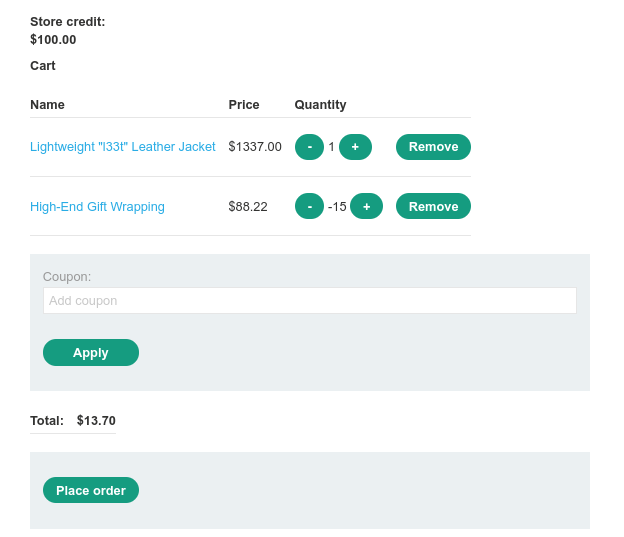 Store credit:
$100.00
Cart
Name Price Quantity
Lightweight "l33t" Leather Jacket $1337.00 - 1 + Remove
High-End Gift Wrapping $88.22 - -15 + Remove
Coupon:
Add coupon
Apply
Total: $13.70
Place order